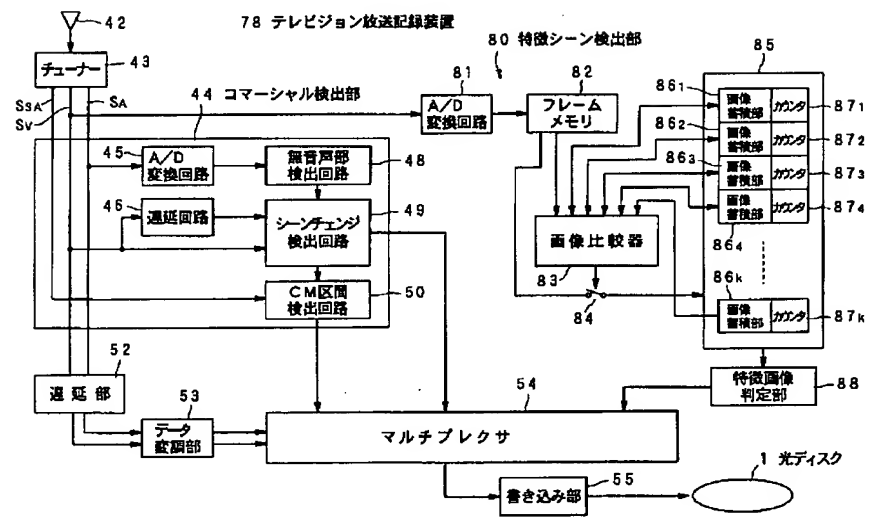 42
78 テレビジョン放送記録装置
チューナー
43
80 特徴シーン検出部
SSA
SV
SA
44 コマーシャル検出部
81
A/D
変換回路
82
フレーム
メモリ
85
86₁
画像
蓄積部
カウンタ
87₁
86₂
画像
蓄積部
カウンタ
87₂
86₃
画像
蓄積部
カウンタ
87₃
画像
蓄積部
カウンタ
87₄
86₄
45
A/D
変換回路
無音声部
検出回路
48
46
遅延回路
シーンチェンジ
検出回路
49
画像比較器
83
84
CM区間
検出回路
50
86k
画像
蓄積部
カウンタ
87k
52
遅延部
53
データ
変調部
54
マルチプレクサ
特徴画像
判定部
88
55
書き込み部
1 光ディスク